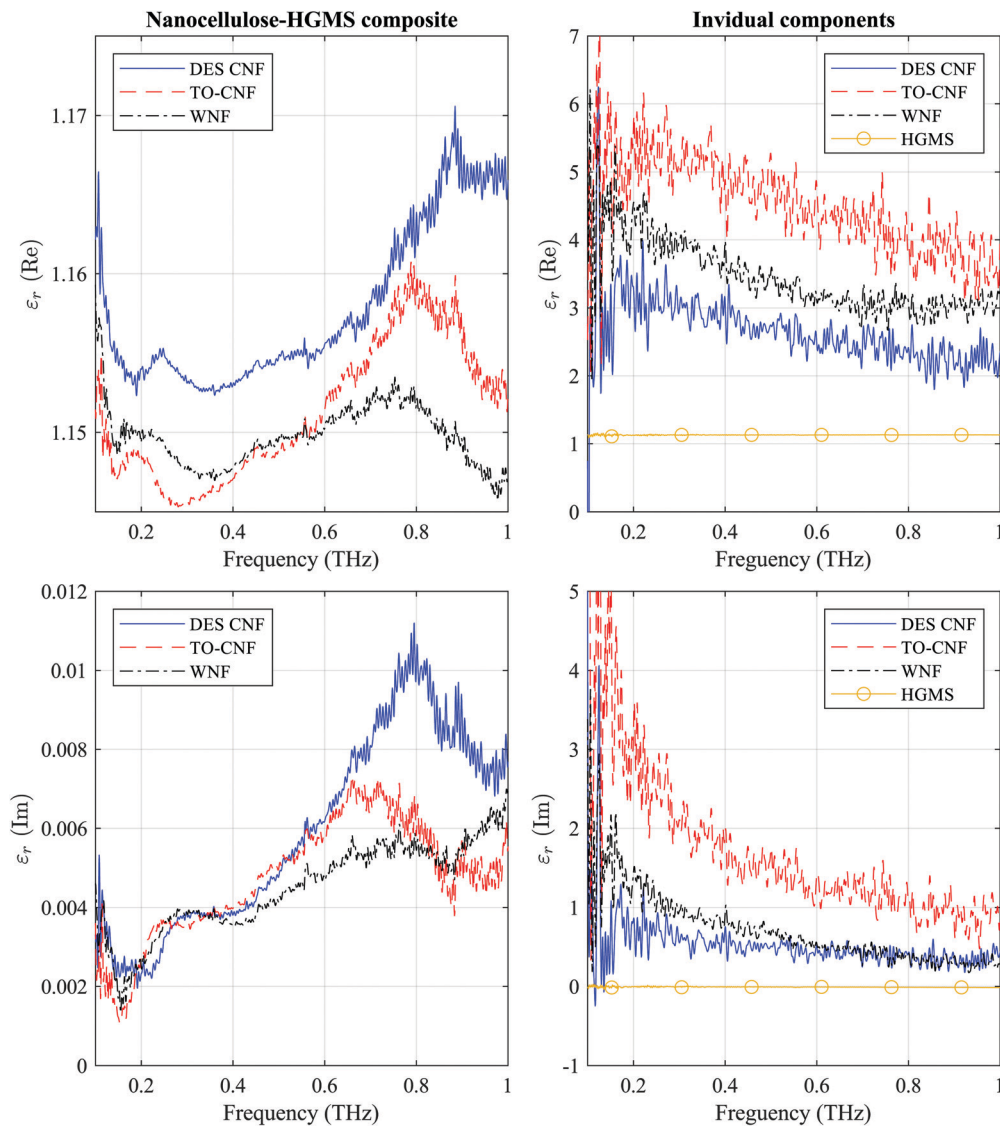 Nanocellulose-HGMS composite
DES CNF
TO-CNF
WNF
1.17
1.16
1.15
εr (Re)
0.2 0.4 0.6 0.8 1
Frequency (THz)
Invidual components
DES CNF
TO-CNF
WNF
HGMS
7
6
5
4
3
2
1
0
εr (Re)
0.2 0.4 0.6 0.8 1
Freguency (THz)
0.012
0.01
0.008
0.006
0.004
0.002
0
DES CNF
TO-CNF
WNF
εr (Im)
0.2 0.4 0.6 0.8 1
Frequency (THz)
5
4
3
2
1
0
-1
DES CNF
TO-CNF
WNF
HGMS
εr (Im)
0.2 0.4 0.6 0.8 1
Freguency (THz)